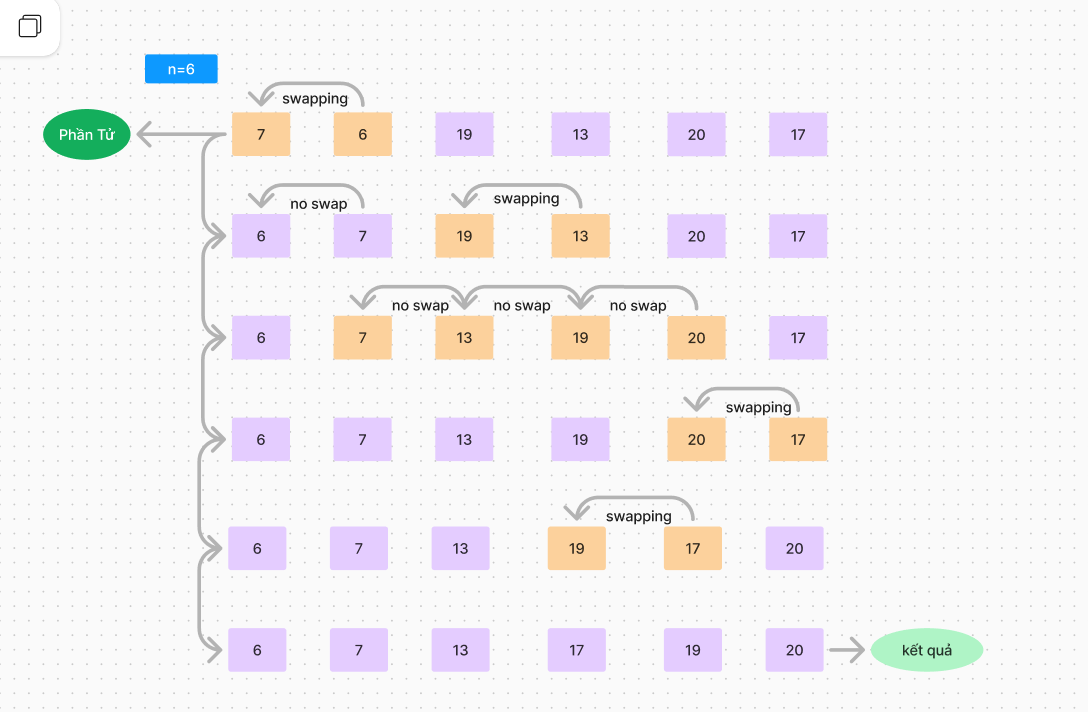 n=6
swapping
Phần Tử
7 6 19 13 20 17
no swap swapping
6 7 19 13 20 17
no swap no swap no swap
6 7 13 19 20 17
swapping
6 7 13 19 20 17
swapping
6 7 13 19 17 20
6 7 13 17 19 20 kết quả